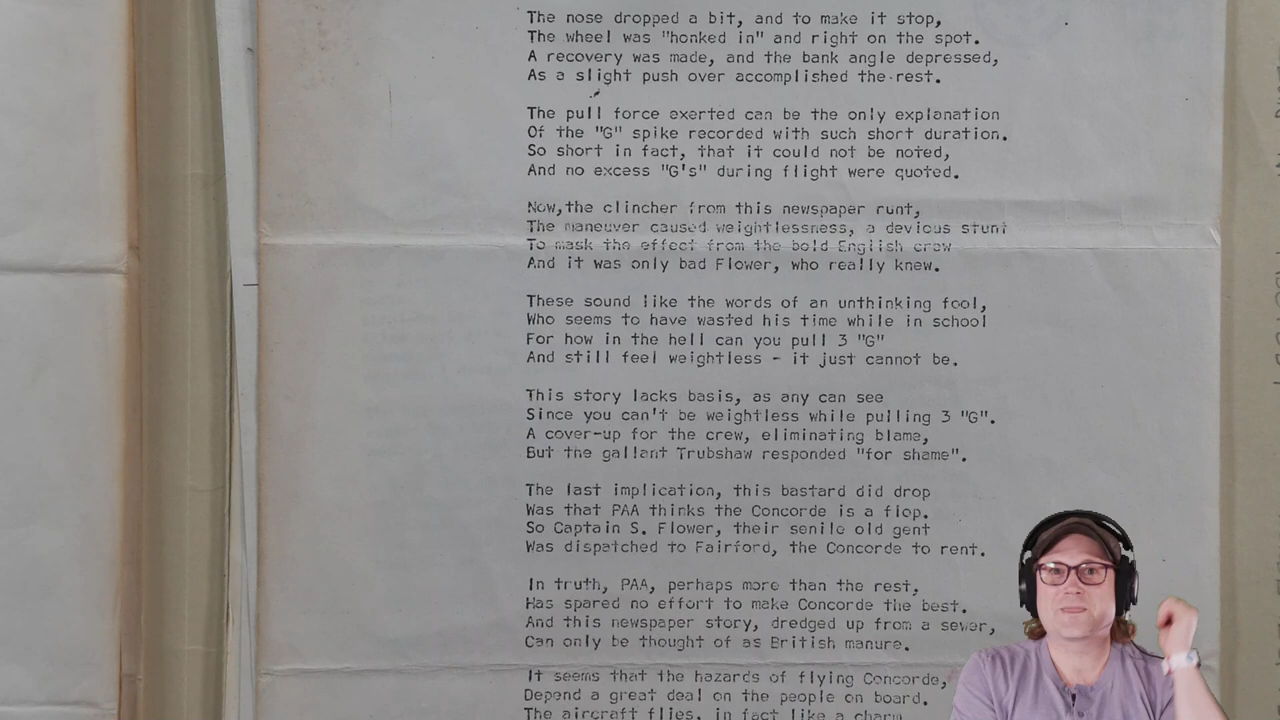 The nose dropped a bit, and to make it stop,
The wheel was "honked in" and right on the spot.
A recovery was made, and the bank angle depressed,
As a slight push over accomplished the rest.
The pull force exerted can be the only explanation
Of the "G" spike recorded with such short duration.
So short in fact, that it could not be noted,
And no excess "G's" during flight were quoted.
Now,the clincher from this newspaper runt,
The maneuver caused weightlessness, a devious stunt
To mask the effect from the bold English crew
And it was only bad Flower, who really knew.
These sound like the words of an unthinking fool,
Who seems to have wasted his time while in school
For how in the hell can you pull 3 "G"
And still feel weightless - it just cannot be.
This story lacks basis, as any can see
Since you can't be weightless while pulling 3 "G".
A cover-up for the crew, eliminating blame,
But the gallant Trubshaw responded "for shame".
The last implication, this bastard did drop
Was that PAA thinks the Concorde is a flop.
So Captain S. Flower, their senile old gent
Was dispatched to Fairford, the Concorde to rent.
In truth, PAA, perhaps more than the rest,
Has spared no effort to make Concorde the best.
And this newspaper story, dredged up from a sewer,
Can only be thought of as British manure.
It seems that the hazards of flying Concorde,
Depend a great deal on the people on board.
The aircraft flies, in fact like a charm